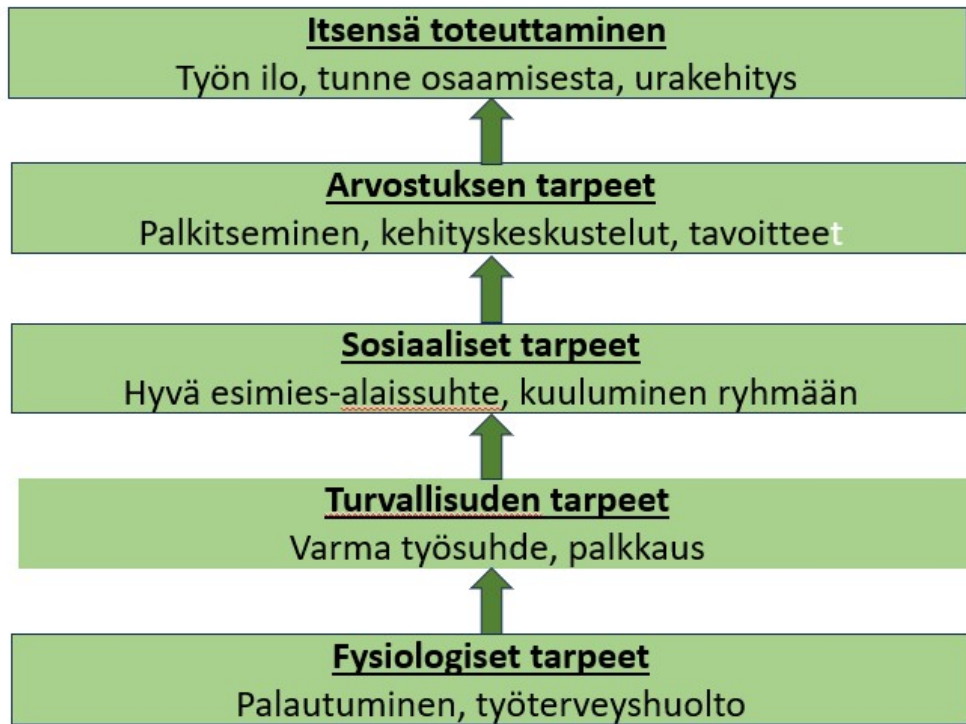 Itsensä toteuttaminen
Työn ilo, tunne osaamisesta, urakehitys
Arvostuksen tarpeet
Palkitseminen, kehityskeskustelut, tavoitteet
Sosiaaliset tarpeet
Hyvä esimies-alaissuhte, kuuluminen ryhmään
Turvallisuden tarpeet
Varma työsuhde, palkkaus
Fysiologiset tarpeet
Palautuminen, työterveyshuolto